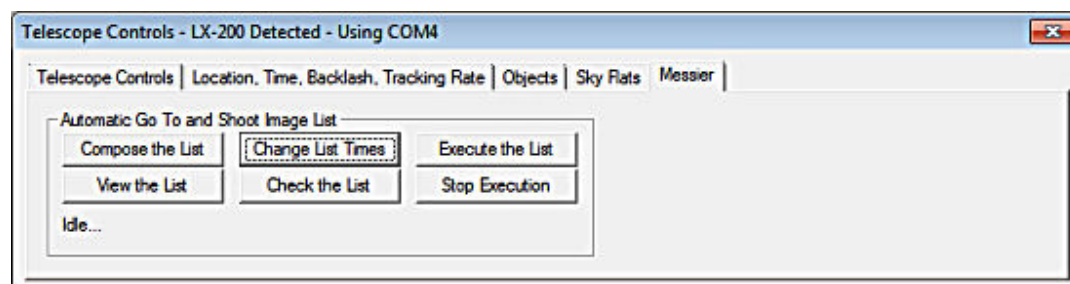 Telescope Controls - LX-200 Detected - Using COM4
Telescope Controls Location, Time, Backlash, Tracking Rate Objects Sky Flats Messier
Automatic Go To and Shoot Image List
Compose the List Change List Times Execute the List
View the List Check the List Stop Execution
Idle...